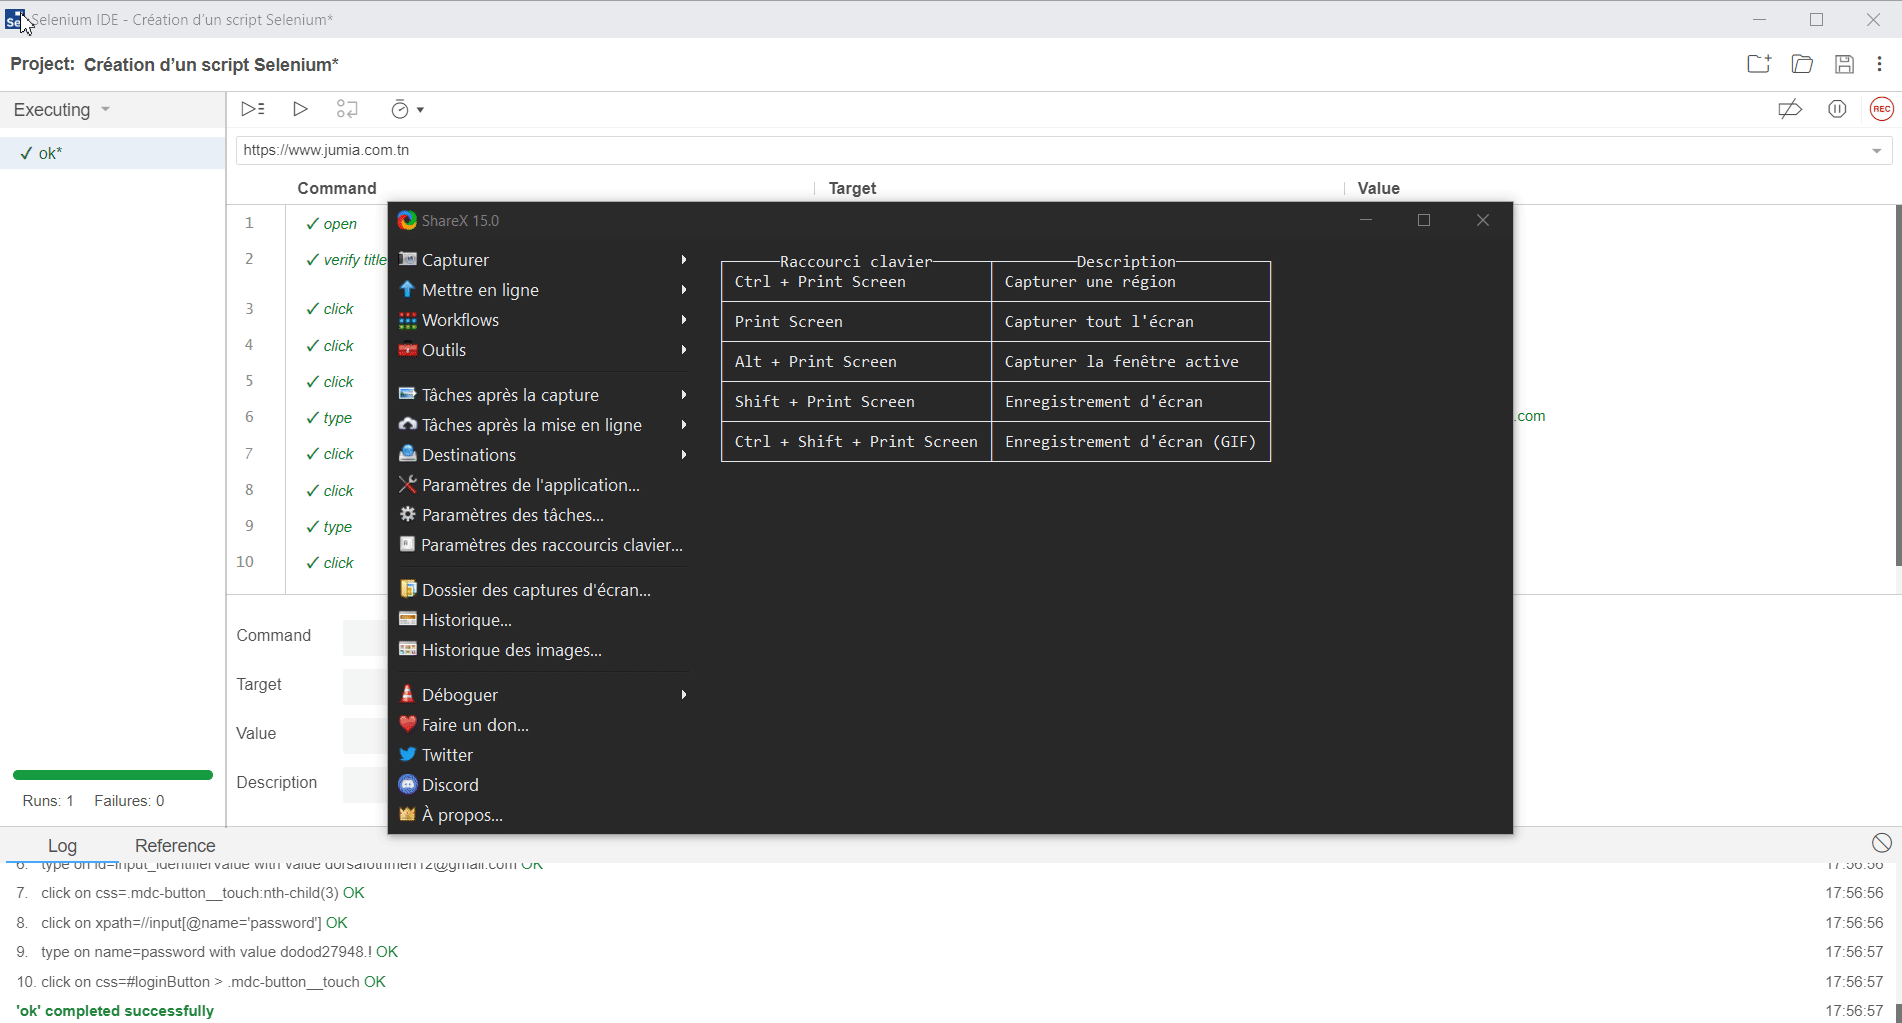 Selenium IDE - Création d'un script Selenium*
Project: Création d'un script Selenium*
Executing
REC
✓ ok*
https://www.jumia.com.tn
Command Target Value
1 ✓ open
2 ✓ verify title
3 ✓ click
4 ✓ click
5 ✓ click
6 ✓ type .com
7 ✓ click
8 ✓ click
9 ✓ type
10 ✓ click
Command
Target
Value
Description
Runs: 1 Failures: 0
ShareX 15.0
Capturer
Mettre en ligne
Workflows
Outils
Tâches après la capture
Tâches après la mise en ligne
Destinations
Paramètres de l'application...
Paramètres des tâches...
Paramètres des raccourcis clavier...
Dossier des captures d'écran...
Historique...
Historique des images...
Déboguer
Faire un don...
Twitter
Discord
À propos...
Raccourci clavier Description
Ctrl + Print Screen Capturer une région
Print Screen Capturer tout l'écran
Alt + Print Screen Capturer la fenêtre active
Shift + Print Screen Enregistrement d'écran
Ctrl + Shift + Print Screen Enregistrement d'écran (GIF)
Log Reference
6. type on id=input_identifierValue with value OK 17:56:56
7. click on css=.mdc-button__touch:nth-child(3) OK 17:56:56
8. click on xpath=//input[@name='password'] OK 17:56:56
9. type on name=password with value dodod27948.! OK 17:56:57
10. click on css=#loginButton > .mdc-button__touch OK 17:56:57
'ok' completed successfully 17:56:57